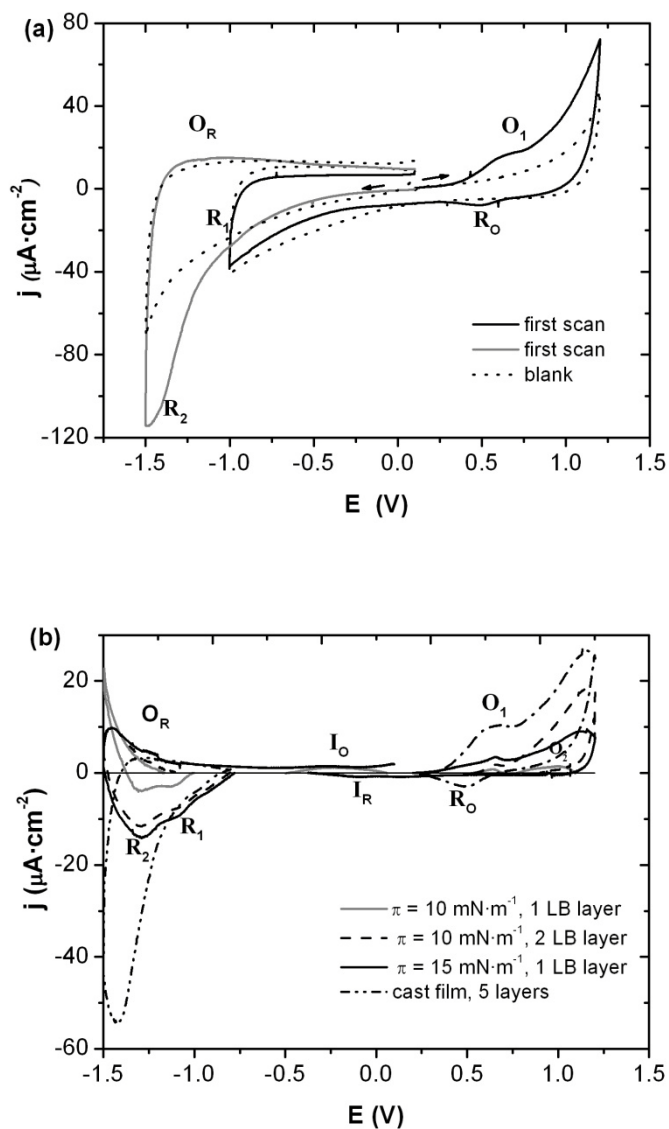 (a)
80
40
0
-40
-80
-120
j (μA·cm⁻²)
O_R
O_1
R_1
R_O
R_2
first scan
first scan
blank
-1.5 -1.0 -0.5 0.0 0.5 1.0 1.5
E (V)
(b)
20
0
-20
-40
-60
j (μA·cm⁻²)
O_R
O_1
I_O
O_2
I_R
R_O
R_2
R_1
π = 10 mN·m⁻¹, 1 LB layer
π = 10 mN·m⁻¹, 2 LB layer
π = 15 mN·m⁻¹, 1 LB layer
cast film, 5 layers
-1.5 -1.0 -0.5 0.0 0.5 1.0 1.5
E (V)